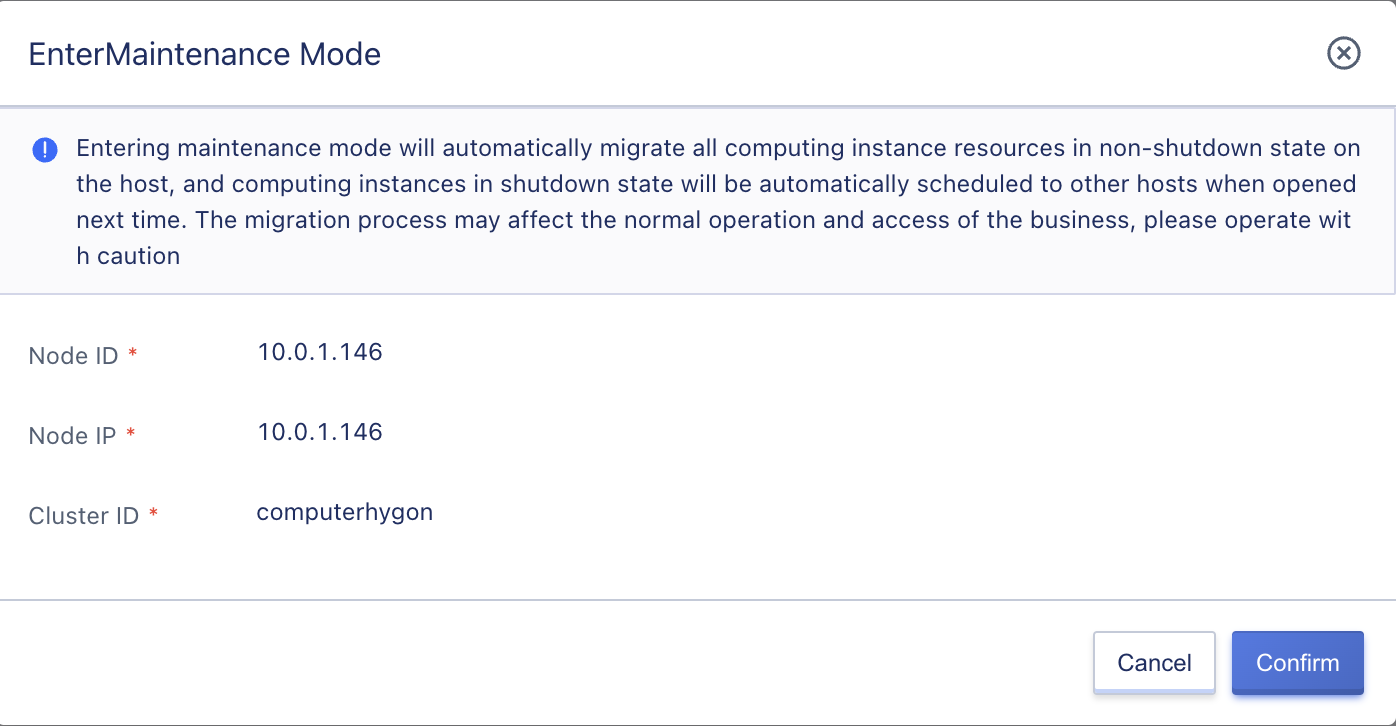 EnterMaintenance Mode
Entering maintenance mode will automatically migrate all computing instance resources in non-shutdown state on
the host, and computing instances in shutdown state will be automatically scheduled to other hosts when opened
next time. The migration process may affect the normal operation and access of the business, please operate wit
h caution
Node ID * 10.0.1.146
Node IP * 10.0.1.146
Cluster ID * computerhygon
Cancel Confirm